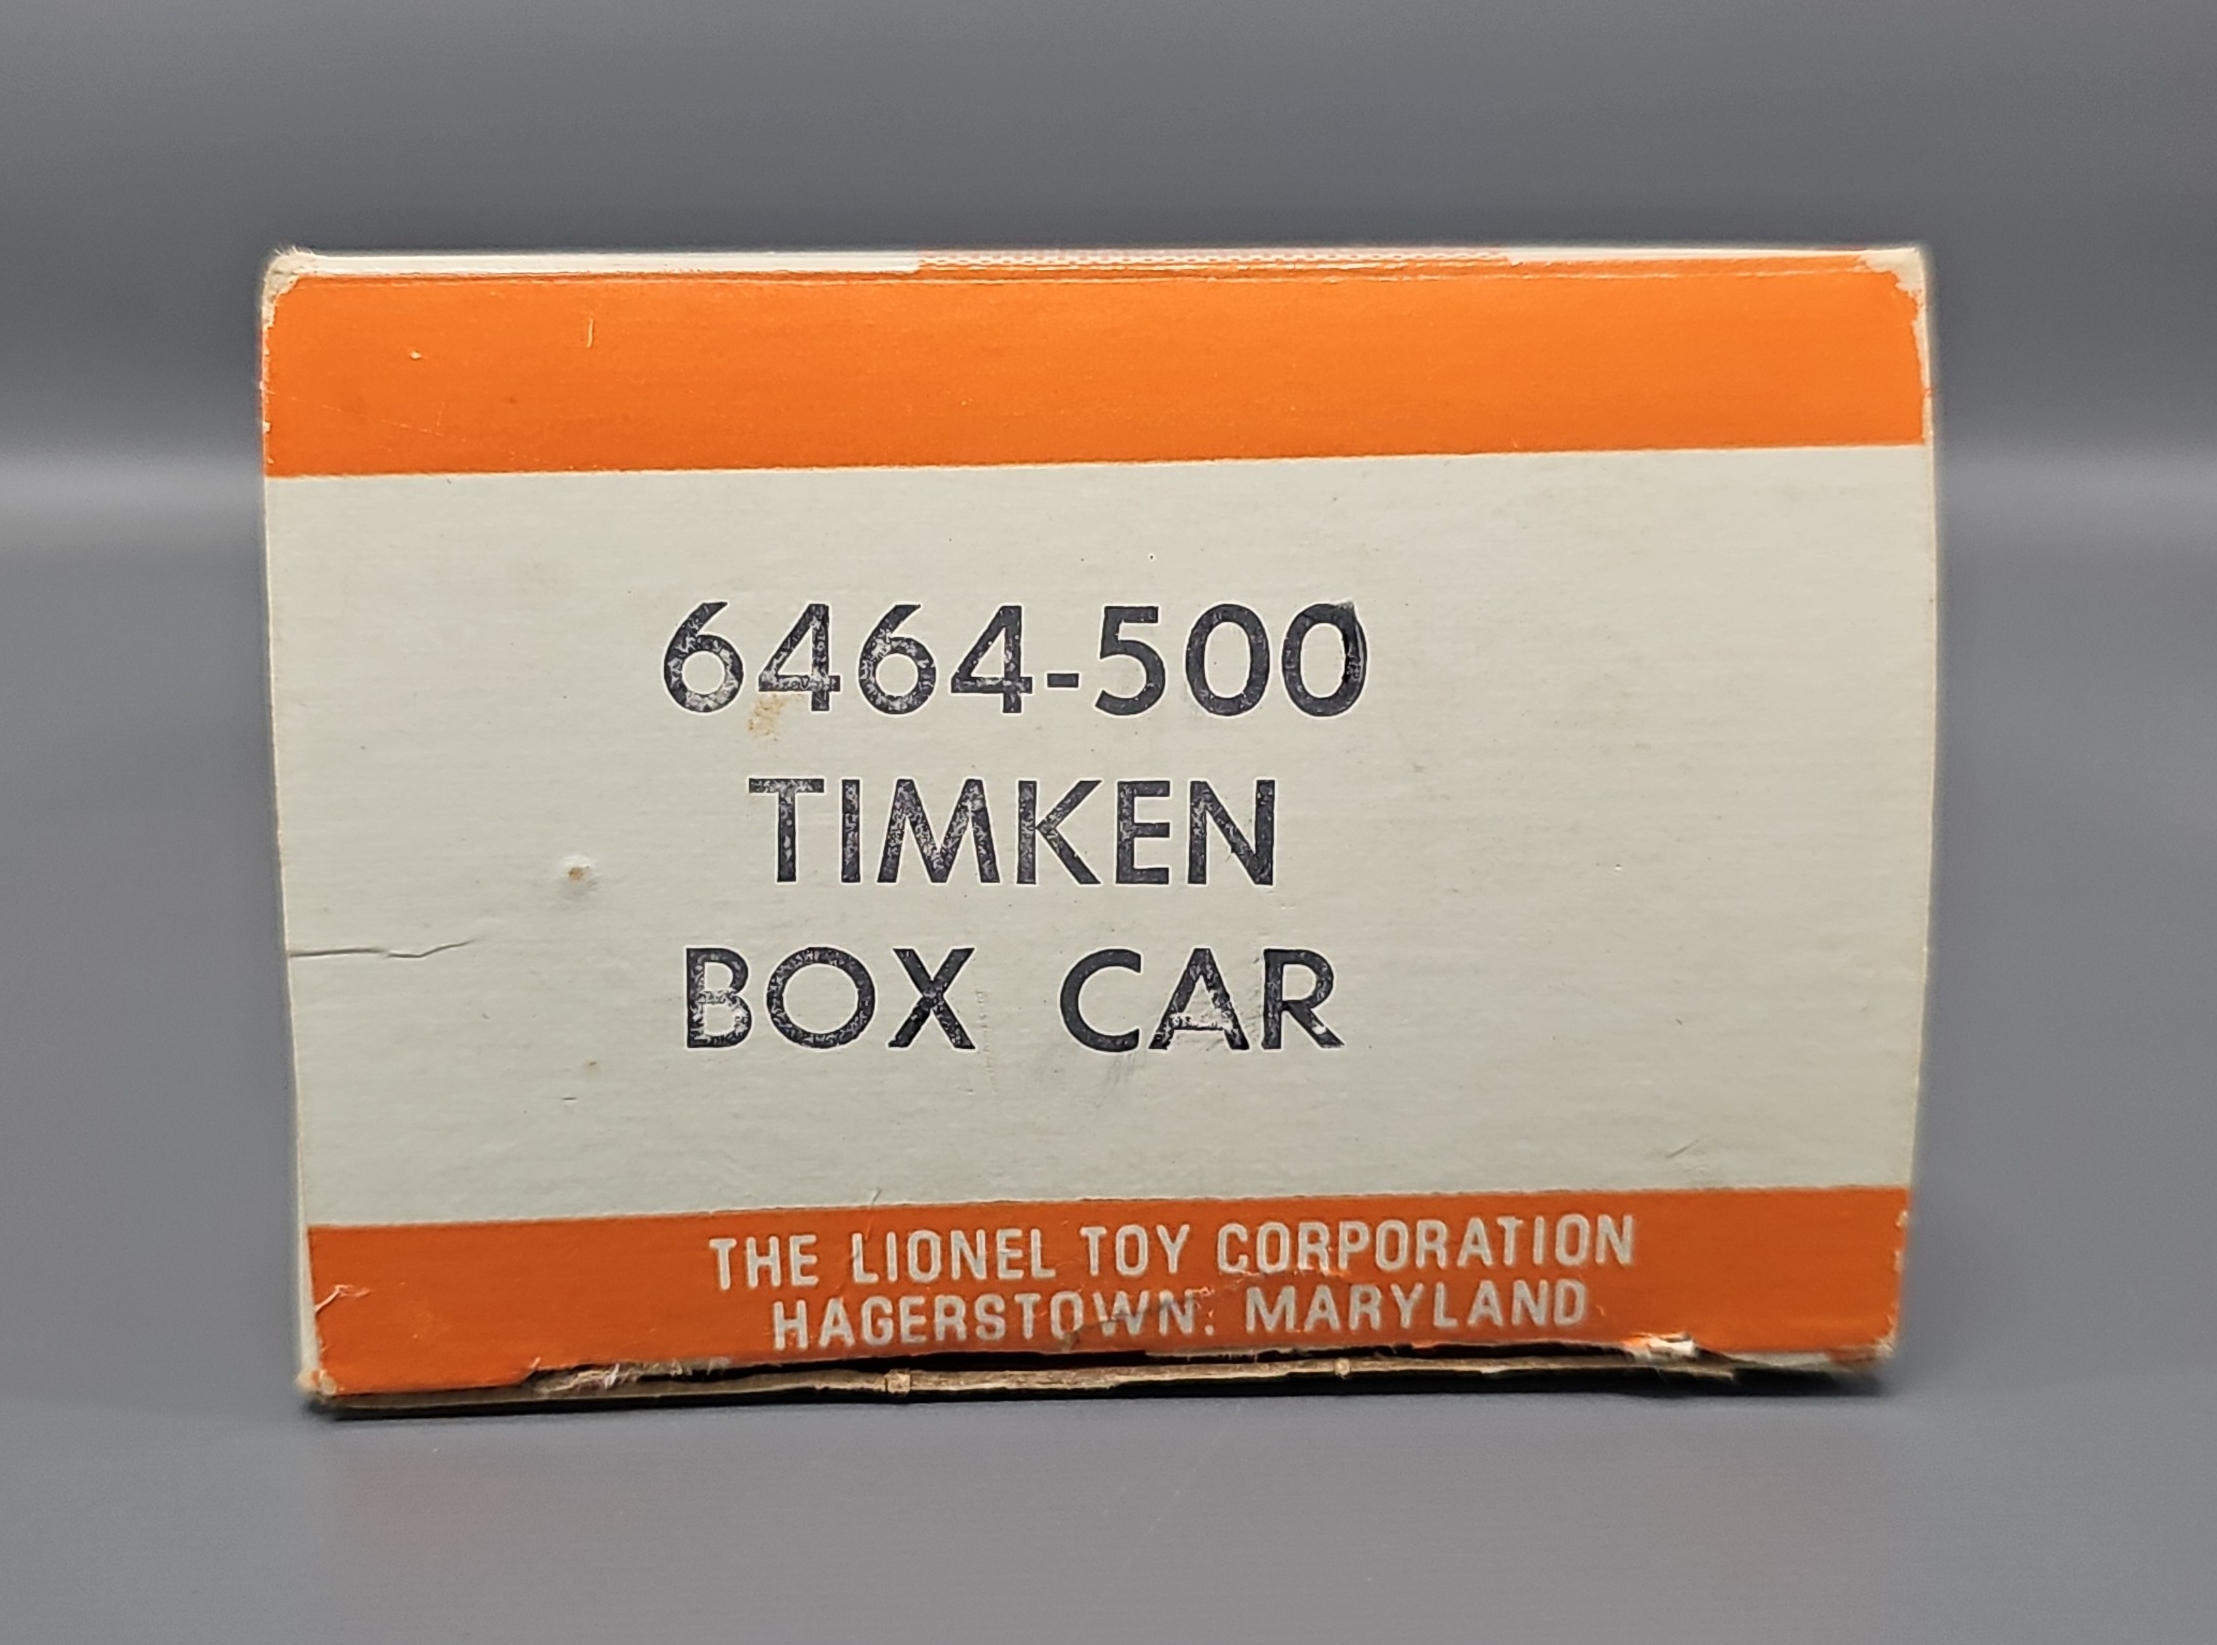 6464-500
TIMKEN
BOX CAR
THE LIONEL TOY CORPORATION
HAGERSTOWN. MARYLAND